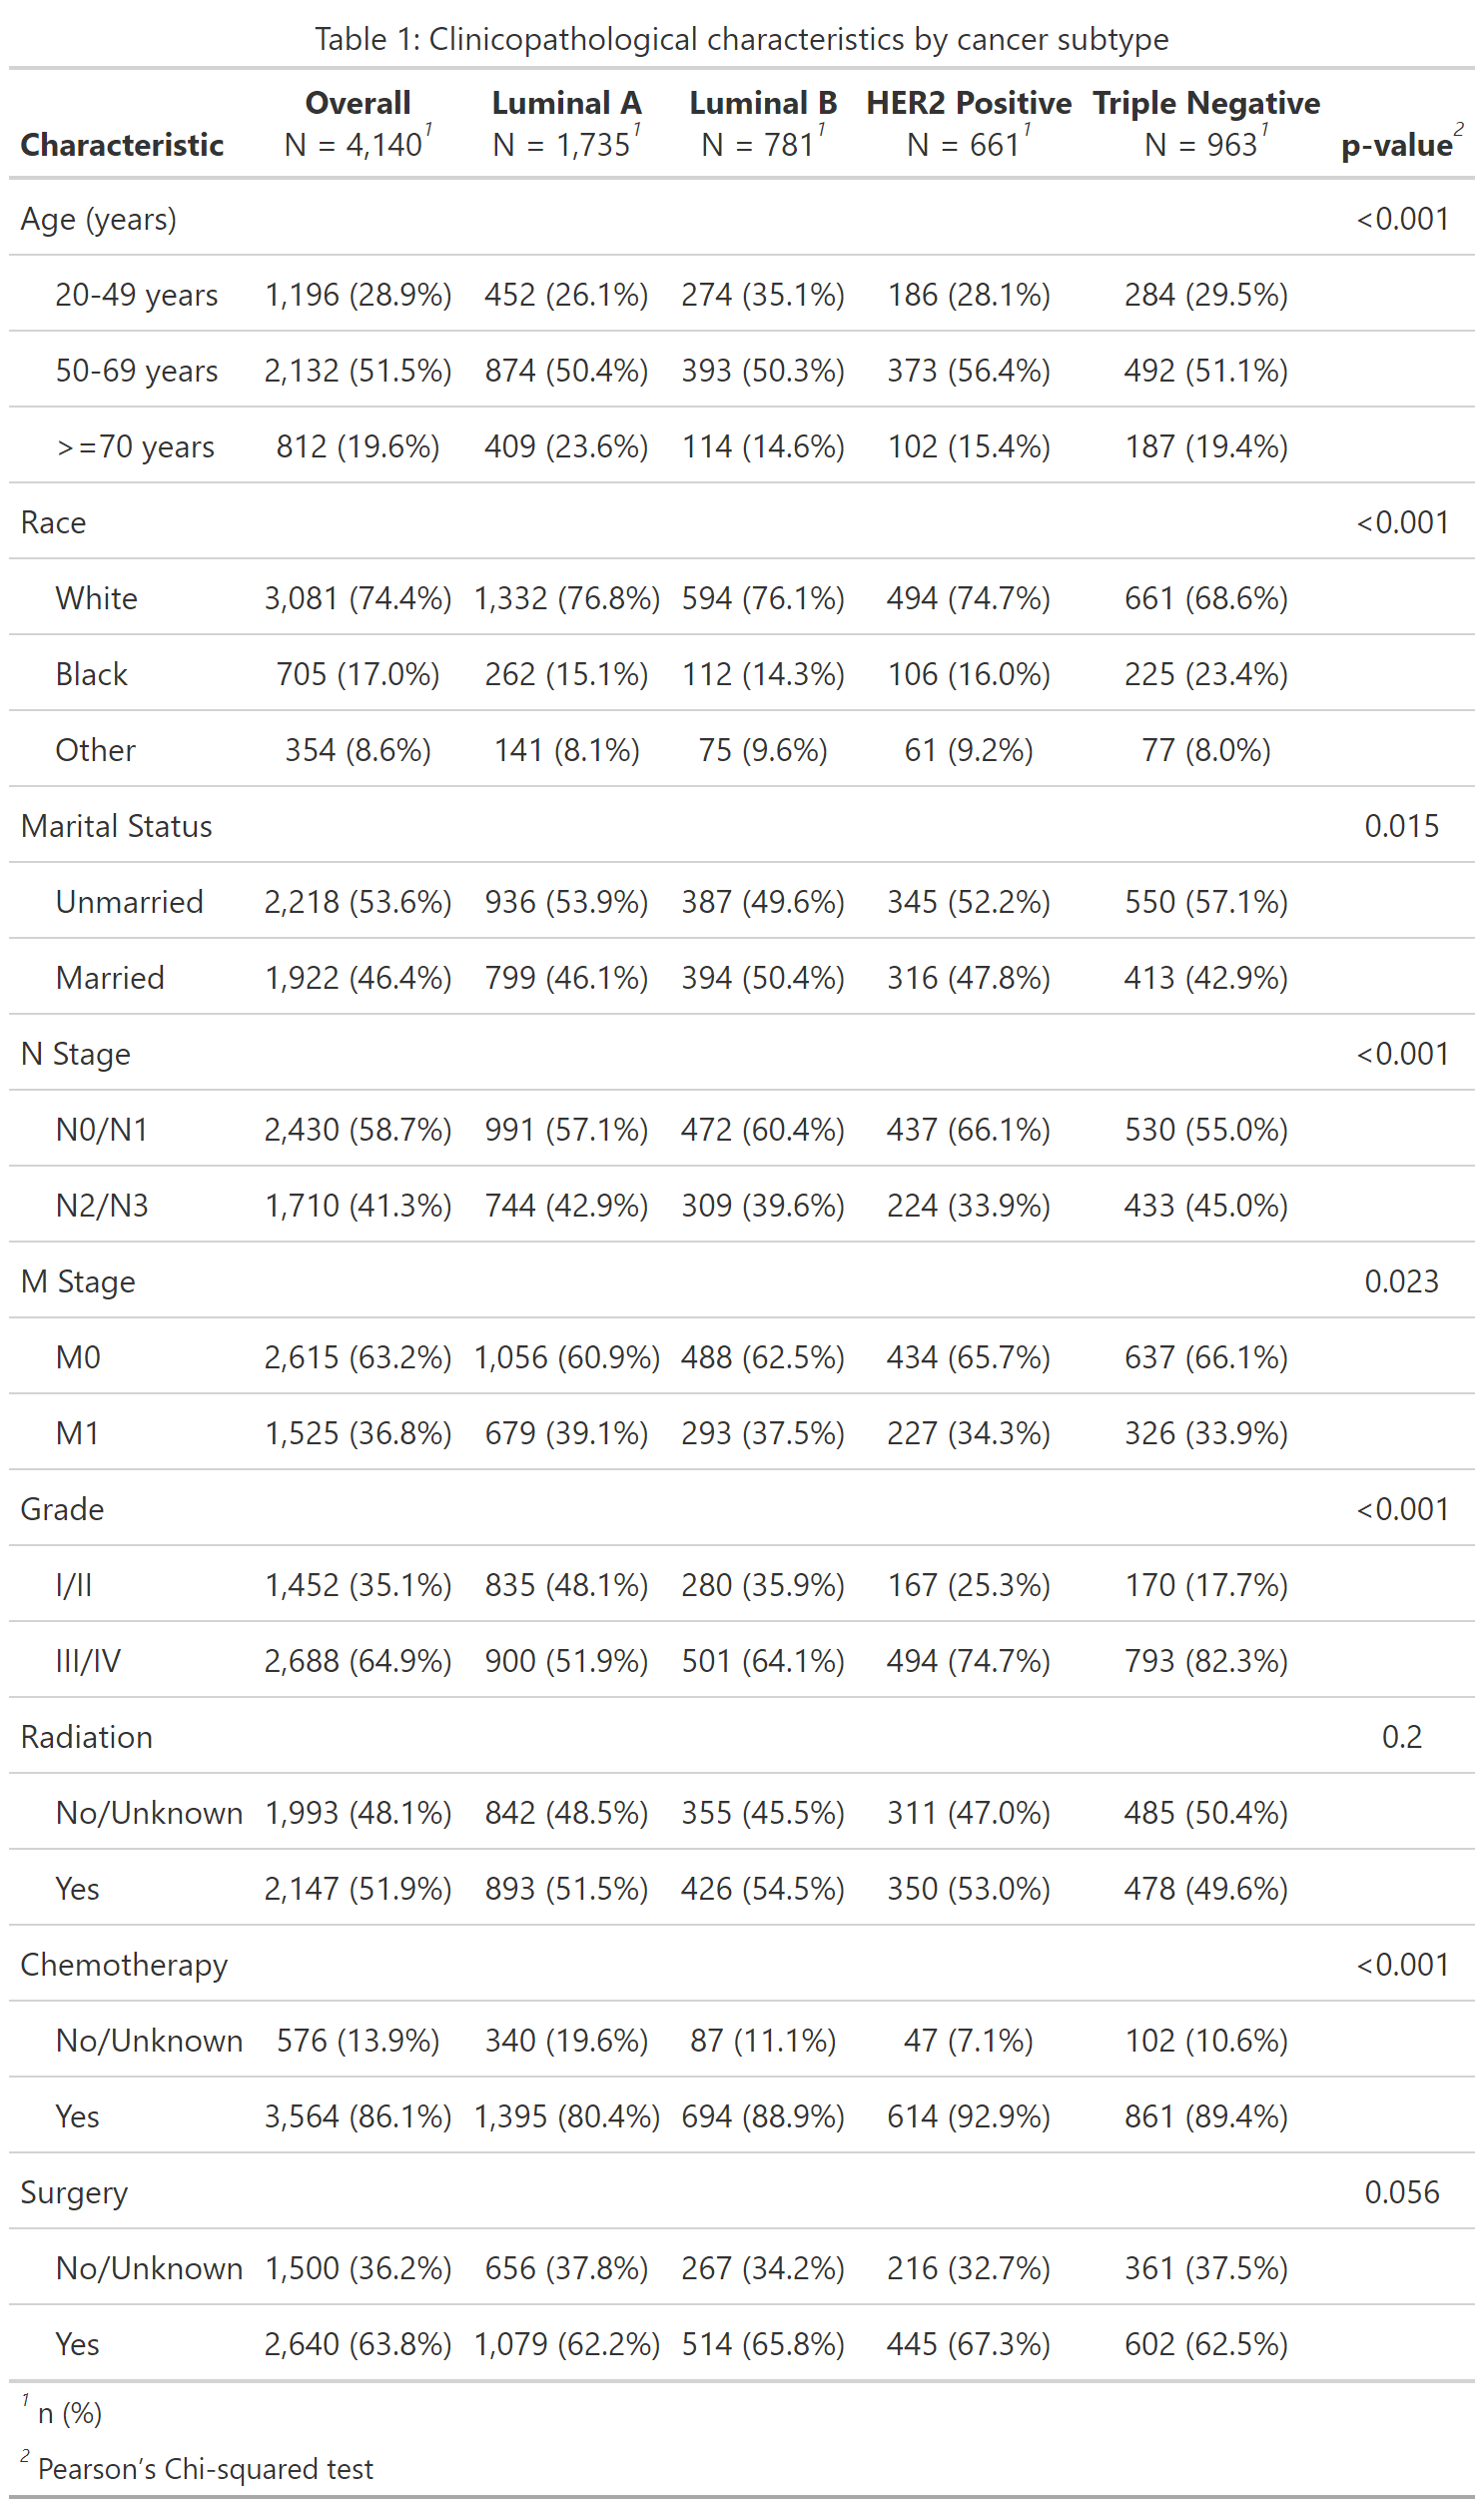 Table 1: Clinicopathological characteristics by cancer subtype
Characteristic Overall N = 4,140¹ Luminal A N = 1,735¹ Luminal B N = 781¹ HER2 Positive N = 661¹ Triple Negative N = 963¹ p-value²
Age (years) <0.001
20-49 years 1,196 (28.9%) 452 (26.1%) 274 (35.1%) 186 (28.1%) 284 (29.5%)
50-69 years 2,132 (51.5%) 874 (50.4%) 393 (50.3%) 373 (56.4%) 492 (51.1%)
>=70 years 812 (19.6%) 409 (23.6%) 114 (14.6%) 102 (15.4%) 187 (19.4%)
Race <0.001
White 3,081 (74.4%) 1,332 (76.8%) 594 (76.1%) 494 (74.7%) 661 (68.6%)
Black 705 (17.0%) 262 (15.1%) 112 (14.3%) 106 (16.0%) 225 (23.4%)
Other 354 (8.6%) 141 (8.1%) 75 (9.6%) 61 (9.2%) 77 (8.0%)
Marital Status 0.015
Unmarried 2,218 (53.6%) 936 (53.9%) 387 (49.6%) 345 (52.2%) 550 (57.1%)
Married 1,922 (46.4%) 799 (46.1%) 394 (50.4%) 316 (47.8%) 413 (42.9%)
N Stage <0.001
N0/N1 2,430 (58.7%) 991 (57.1%) 472 (60.4%) 437 (66.1%) 530 (55.0%)
N2/N3 1,710 (41.3%) 744 (42.9%) 309 (39.6%) 224 (33.9%) 433 (45.0%)
M Stage 0.023
M0 2,615 (63.2%) 1,056 (60.9%) 488 (62.5%) 434 (65.7%) 637 (66.1%)
M1 1,525 (36.8%) 679 (39.1%) 293 (37.5%) 227 (34.3%) 326 (33.9%)
Grade <0.001
I/II 1,452 (35.1%) 835 (48.1%) 280 (35.9%) 167 (25.3%) 170 (17.7%)
III/IV 2,688 (64.9%) 900 (51.9%) 501 (64.1%) 494 (74.7%) 793 (82.3%)
Radiation 0.2
No/Unknown 1,993 (48.1%) 842 (48.5%) 355 (45.5%) 311 (47.0%) 485 (50.4%)
Yes 2,147 (51.9%) 893 (51.5%) 426 (54.5%) 350 (53.0%) 478 (49.6%)
Chemotherapy <0.001
No/Unknown 576 (13.9%) 340 (19.6%) 87 (11.1%) 47 (7.1%) 102 (10.6%)
Yes 3,564 (86.1%) 1,395 (80.4%) 694 (88.9%) 614 (92.9%) 861 (89.4%)
Surgery 0.056
No/Unknown 1,500 (36.2%) 656 (37.8%) 267 (34.2%) 216 (32.7%) 361 (37.5%)
Yes 2,640 (63.8%) 1,079 (62.2%) 514 (65.8%) 445 (67.3%) 602 (62.5%)
¹ n (%)
² Pearson’s Chi-squared test